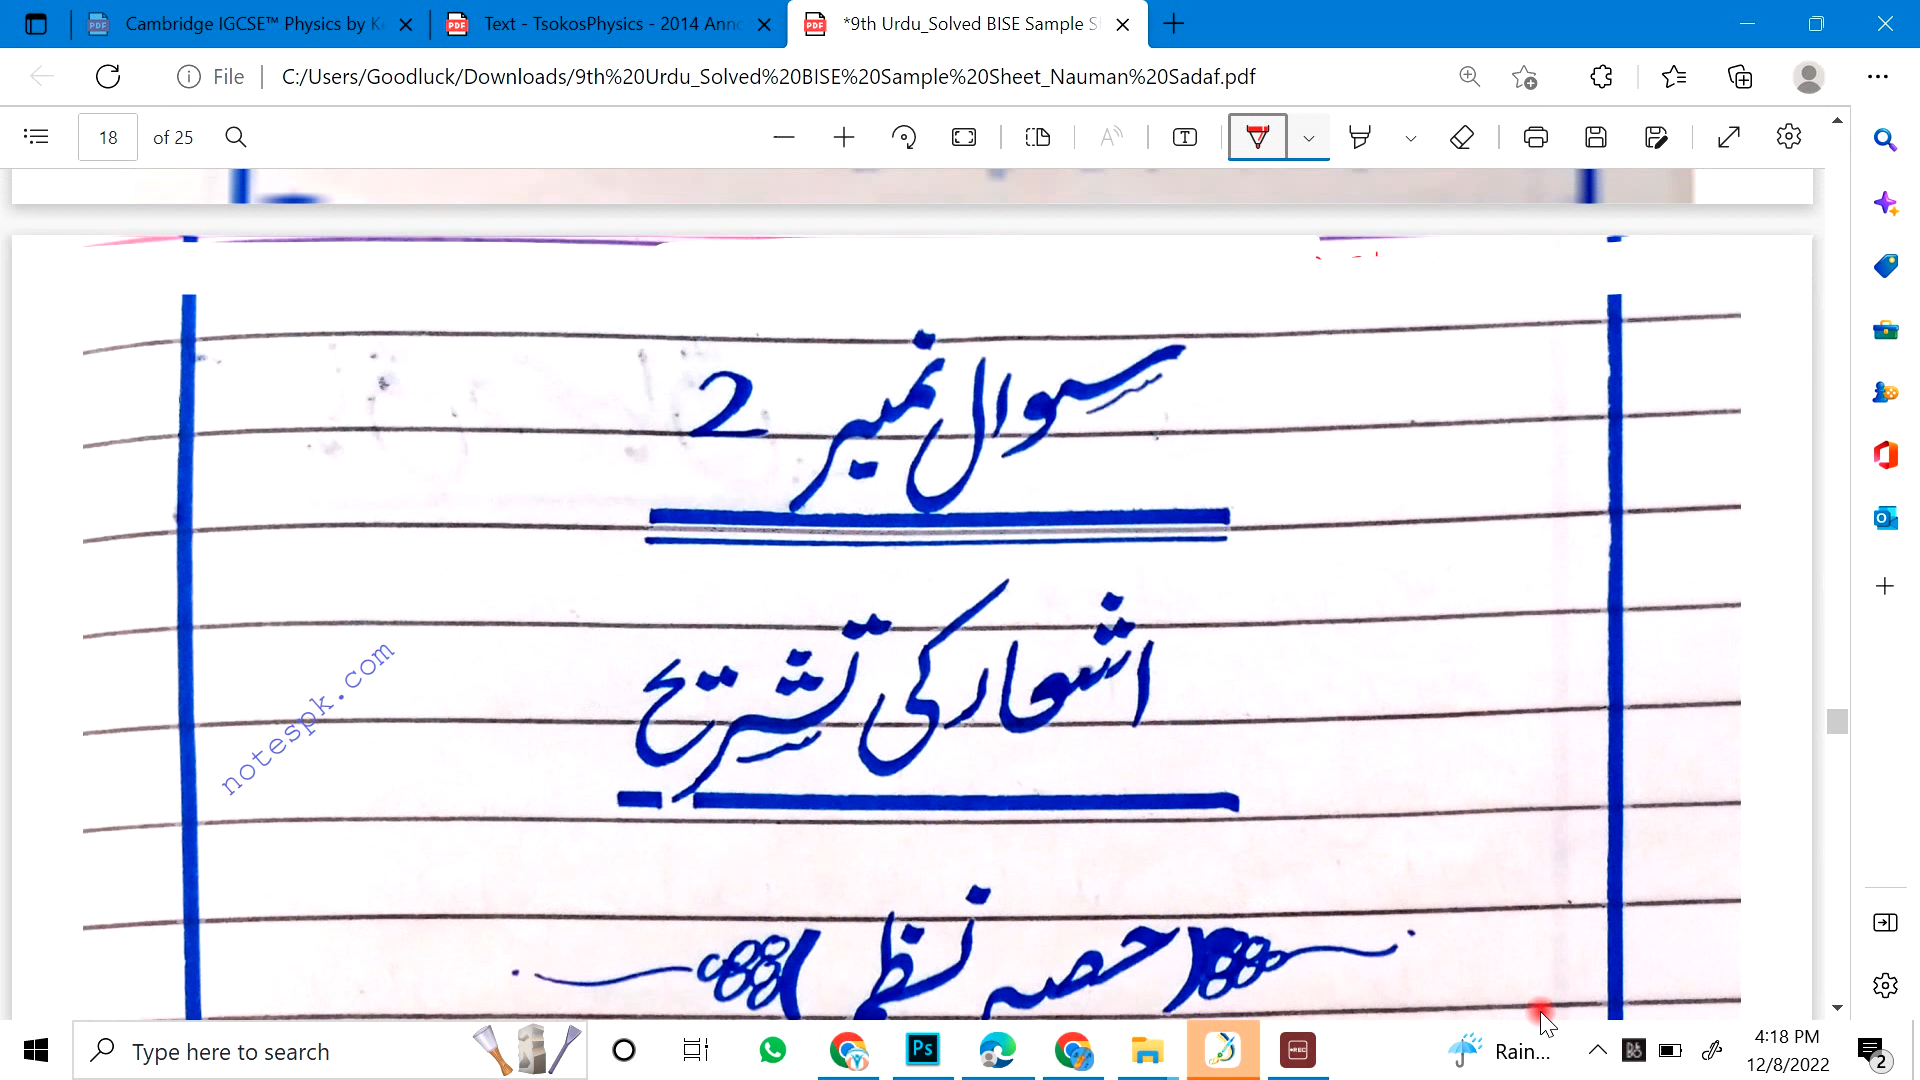 Cambridge IGCSE™ Physics by Ke
Text - TsokosPhysics - 2014 Anno
*9th Urdu_Solved BISE Sample S
File
C:/Users/Goodluck/Downloads/9th%20Urdu_Solved%20BISE%20Sample%20Sheet_Nauman%20Sadaf.pdf
18 of 25
سوال نمبر 2
اشعار کی تشریح
(حصہ نظم)
notespk.com
Type here to search
Rain...
4:18 PM
12/8/2022
2